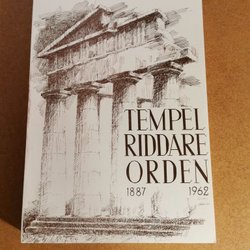 TEMPEL
RIDDARE
ORDEN
1887 1962